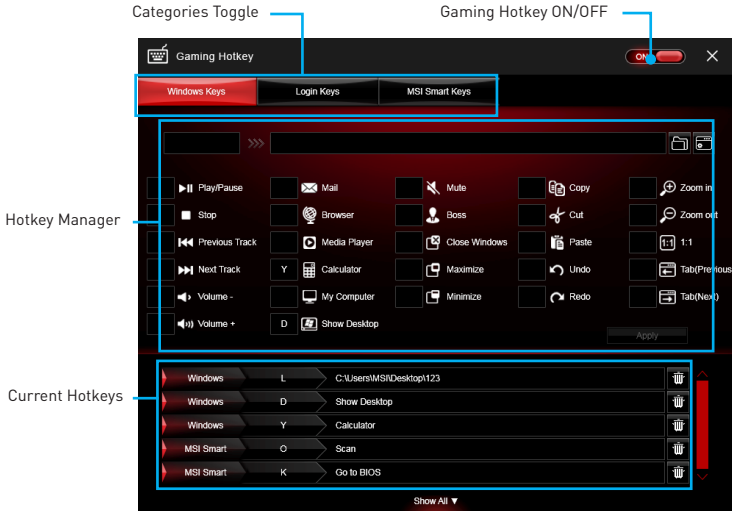 Categories Toggle
Gaming Hotkey ON/OFF
Gaming Hotkey
ON
Windows Keys
Login Keys
MSI Smart Keys
Hotkey Manager
Play/Pause Mail Mute Copy Zoom in
Stop Browser Boss Cut Zoom out
Previous Track Media Player Close Windows Paste 1:1 1:1
Next Track Y Calculator Maximize Undo Tab(Previous
Volume - My Computer Minimize Redo Tab(Next)
Volume + D Show Desktop
Apply
Current Hotkeys
Windows L C:\Users\MSI\Desktop\123
Windows D Show Desktop
Windows Y Calculator
MSI Smart O Scan
MSI Smart K Go to BIOS
Show All ▼